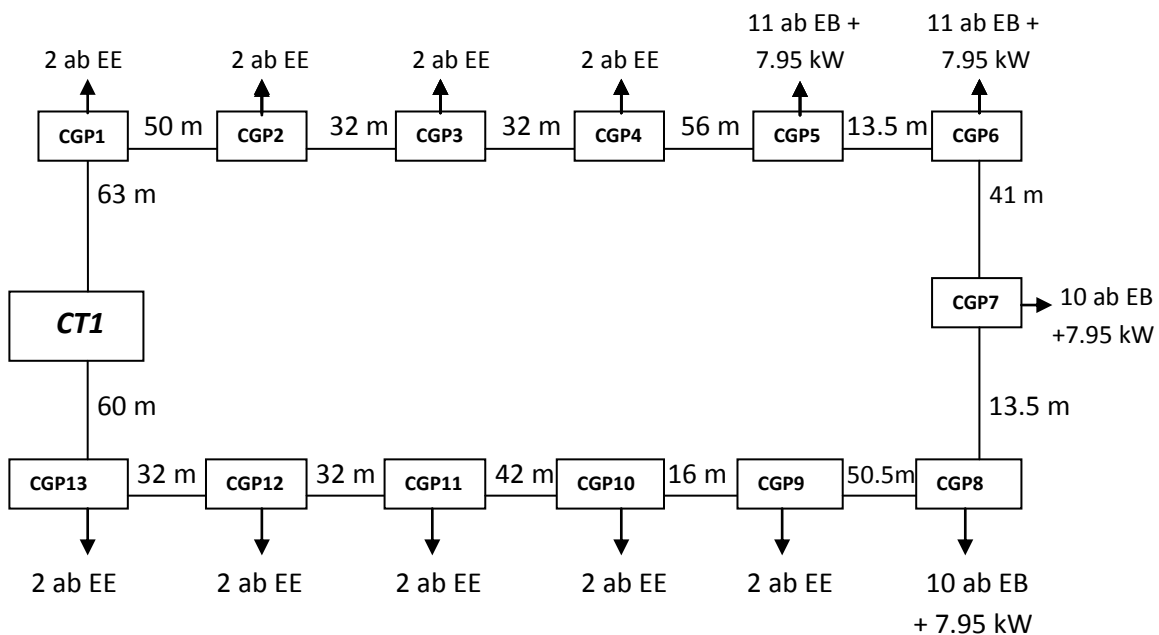 11 ab EB +
11 ab EB +
2 ab EE
2 ab EE
2 ab EE
2 ab EE
7.95 kW
7.95 kW
CGP1
50 m
CGP2
32 m
CGP3
32 m
CGP4
56 m
CGP5
13.5 m
CGP6
63 m
41 m
CT1
CGP7
10 ab EB
+7.95 kW
60 m
13.5 m
CGP13
32 m
CGP12
32 m
CGP11
42 m
CGP10
16 m
CGP9
50.5m
CGP8
2 ab EE
2 ab EE
2 ab EE
2 ab EE
2 ab EE
10 ab EB
+ 7.95 kW